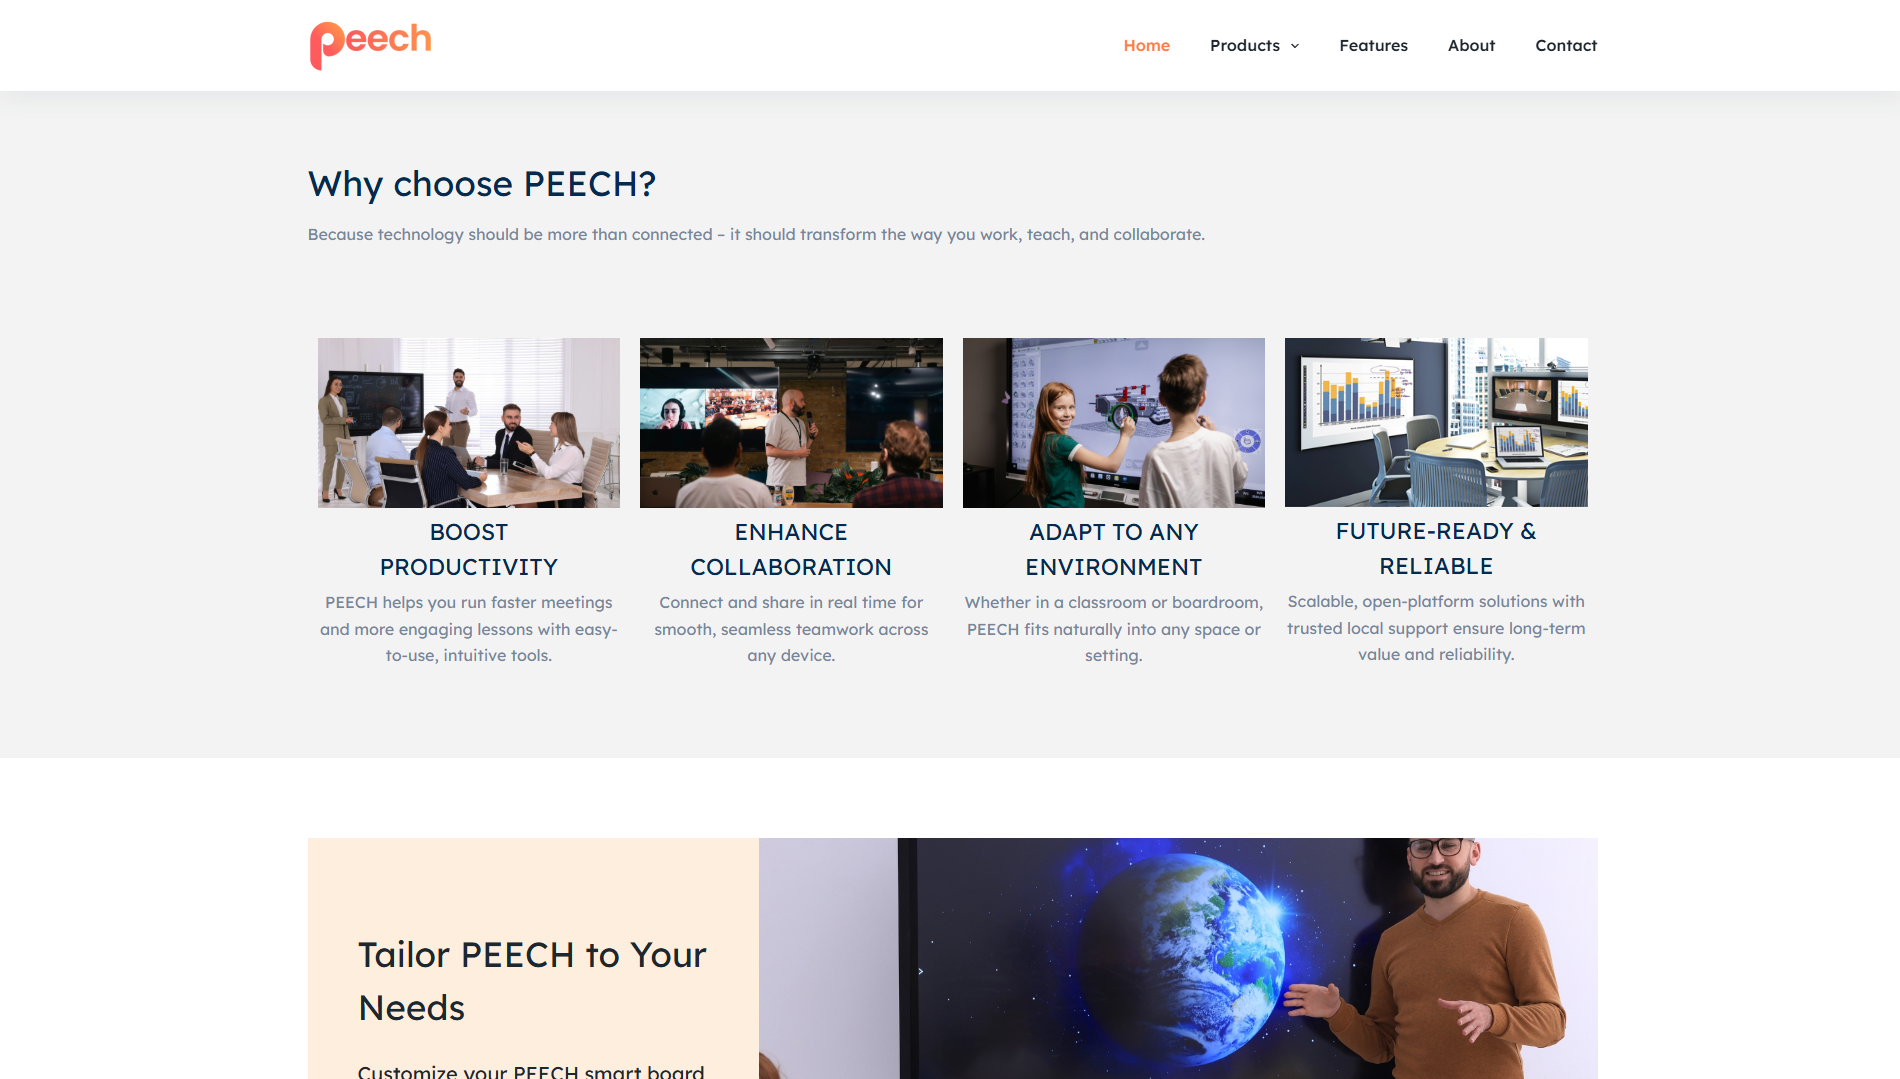 peech
Home Products Features About Contact
Why choose PEECH?
Because technology should be more than connected – it should transform the way you work, teach, and collaborate.
BOOST
PRODUCTIVITY
PEECH helps you run faster meetings
and more engaging lessons with easy-
to-use, intuitive tools.
ENHANCE
COLLABORATION
Connect and share in real time for
smooth, seamless teamwork across
any device.
ADAPT TO ANY
ENVIRONMENT
Whether in a classroom or boardroom,
PEECH fits naturally into any space or
setting.
FUTURE-READY &
RELIABLE
Scalable, open-platform solutions with
trusted local support ensure long-term
value and reliability.
Tailor PEECH to Your
Needs
Customize your PEECH smart board